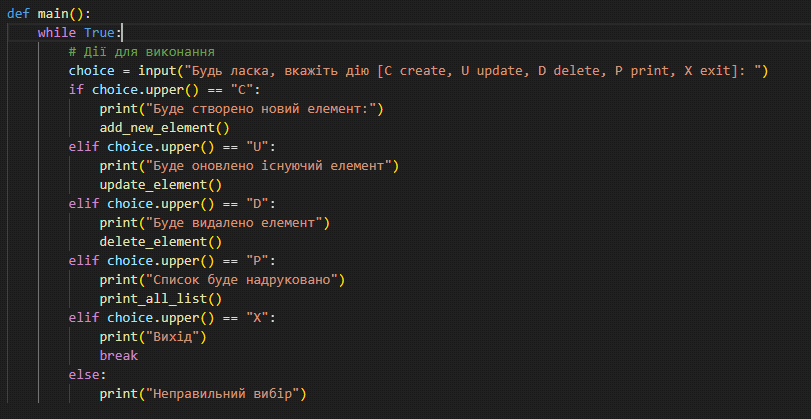 def main():
    while True:
        # Дії для виконання
        choice = input("Будь ласка, вкажіть дію [C create, U update, D delete, P print, X exit]: ")
        if choice.upper() == "C":
            print("Буде створено новий елемент:")
            add_new_element()
        elif choice.upper() == "U":
            print("Буде оновлено існуючий елемент")
            update_element()
        elif choice.upper() == "D":
            print("Буде видалено елемент")
            delete_element()
        elif choice.upper() == "P":
            print("Список буде надруковано")
            print_all_list()
        elif choice.upper() == "X":
            print("Вихід")
            break
        else:
            print("Неправильний вибір")